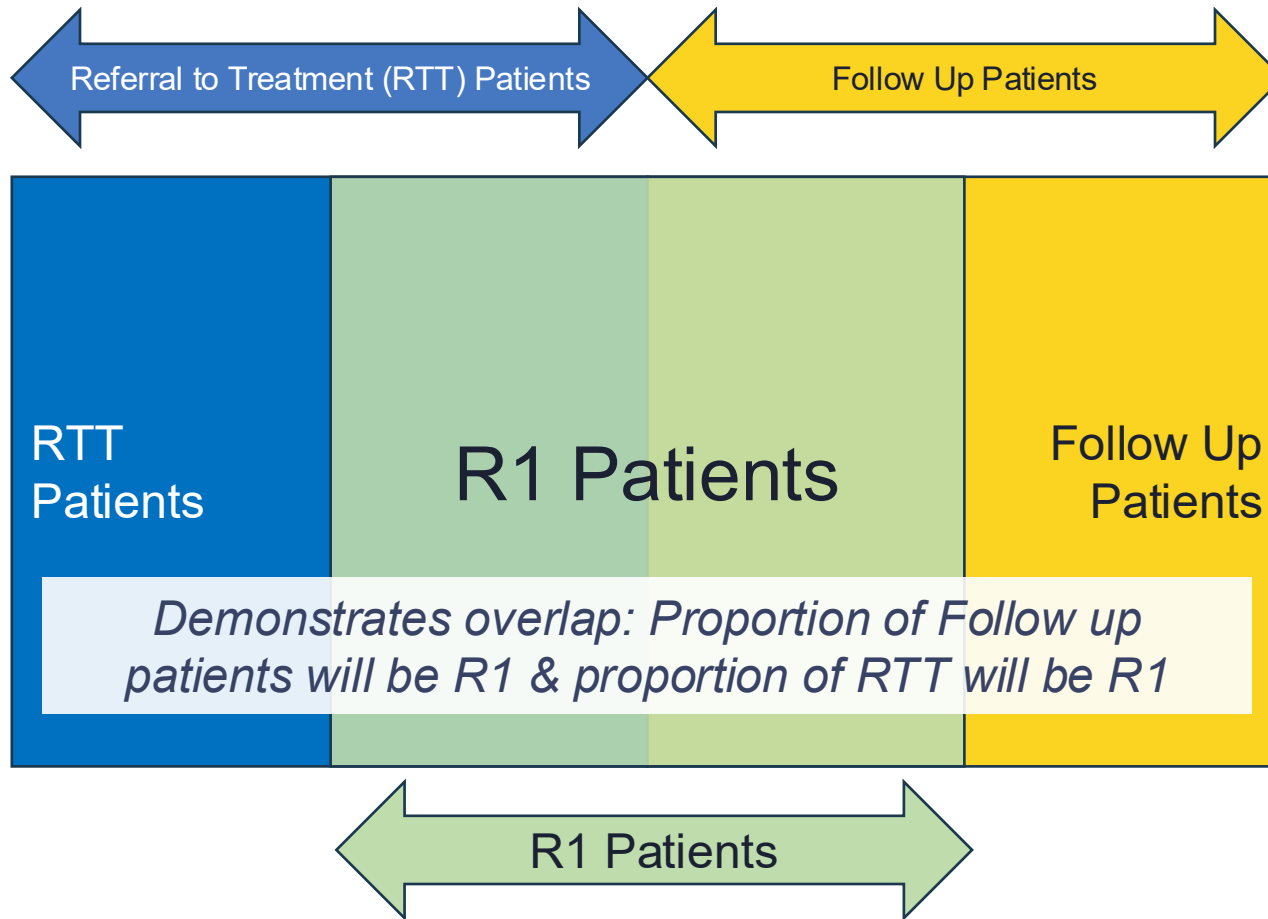 Referral to Treatment (RTT) Patients
Follow Up Patients
RTT
Patients
R1 Patients
Follow Up
Patients
Demonstrates overlap: Proportion of Follow up
patients will be R1 & proportion of RTT will be R1
R1 Patients